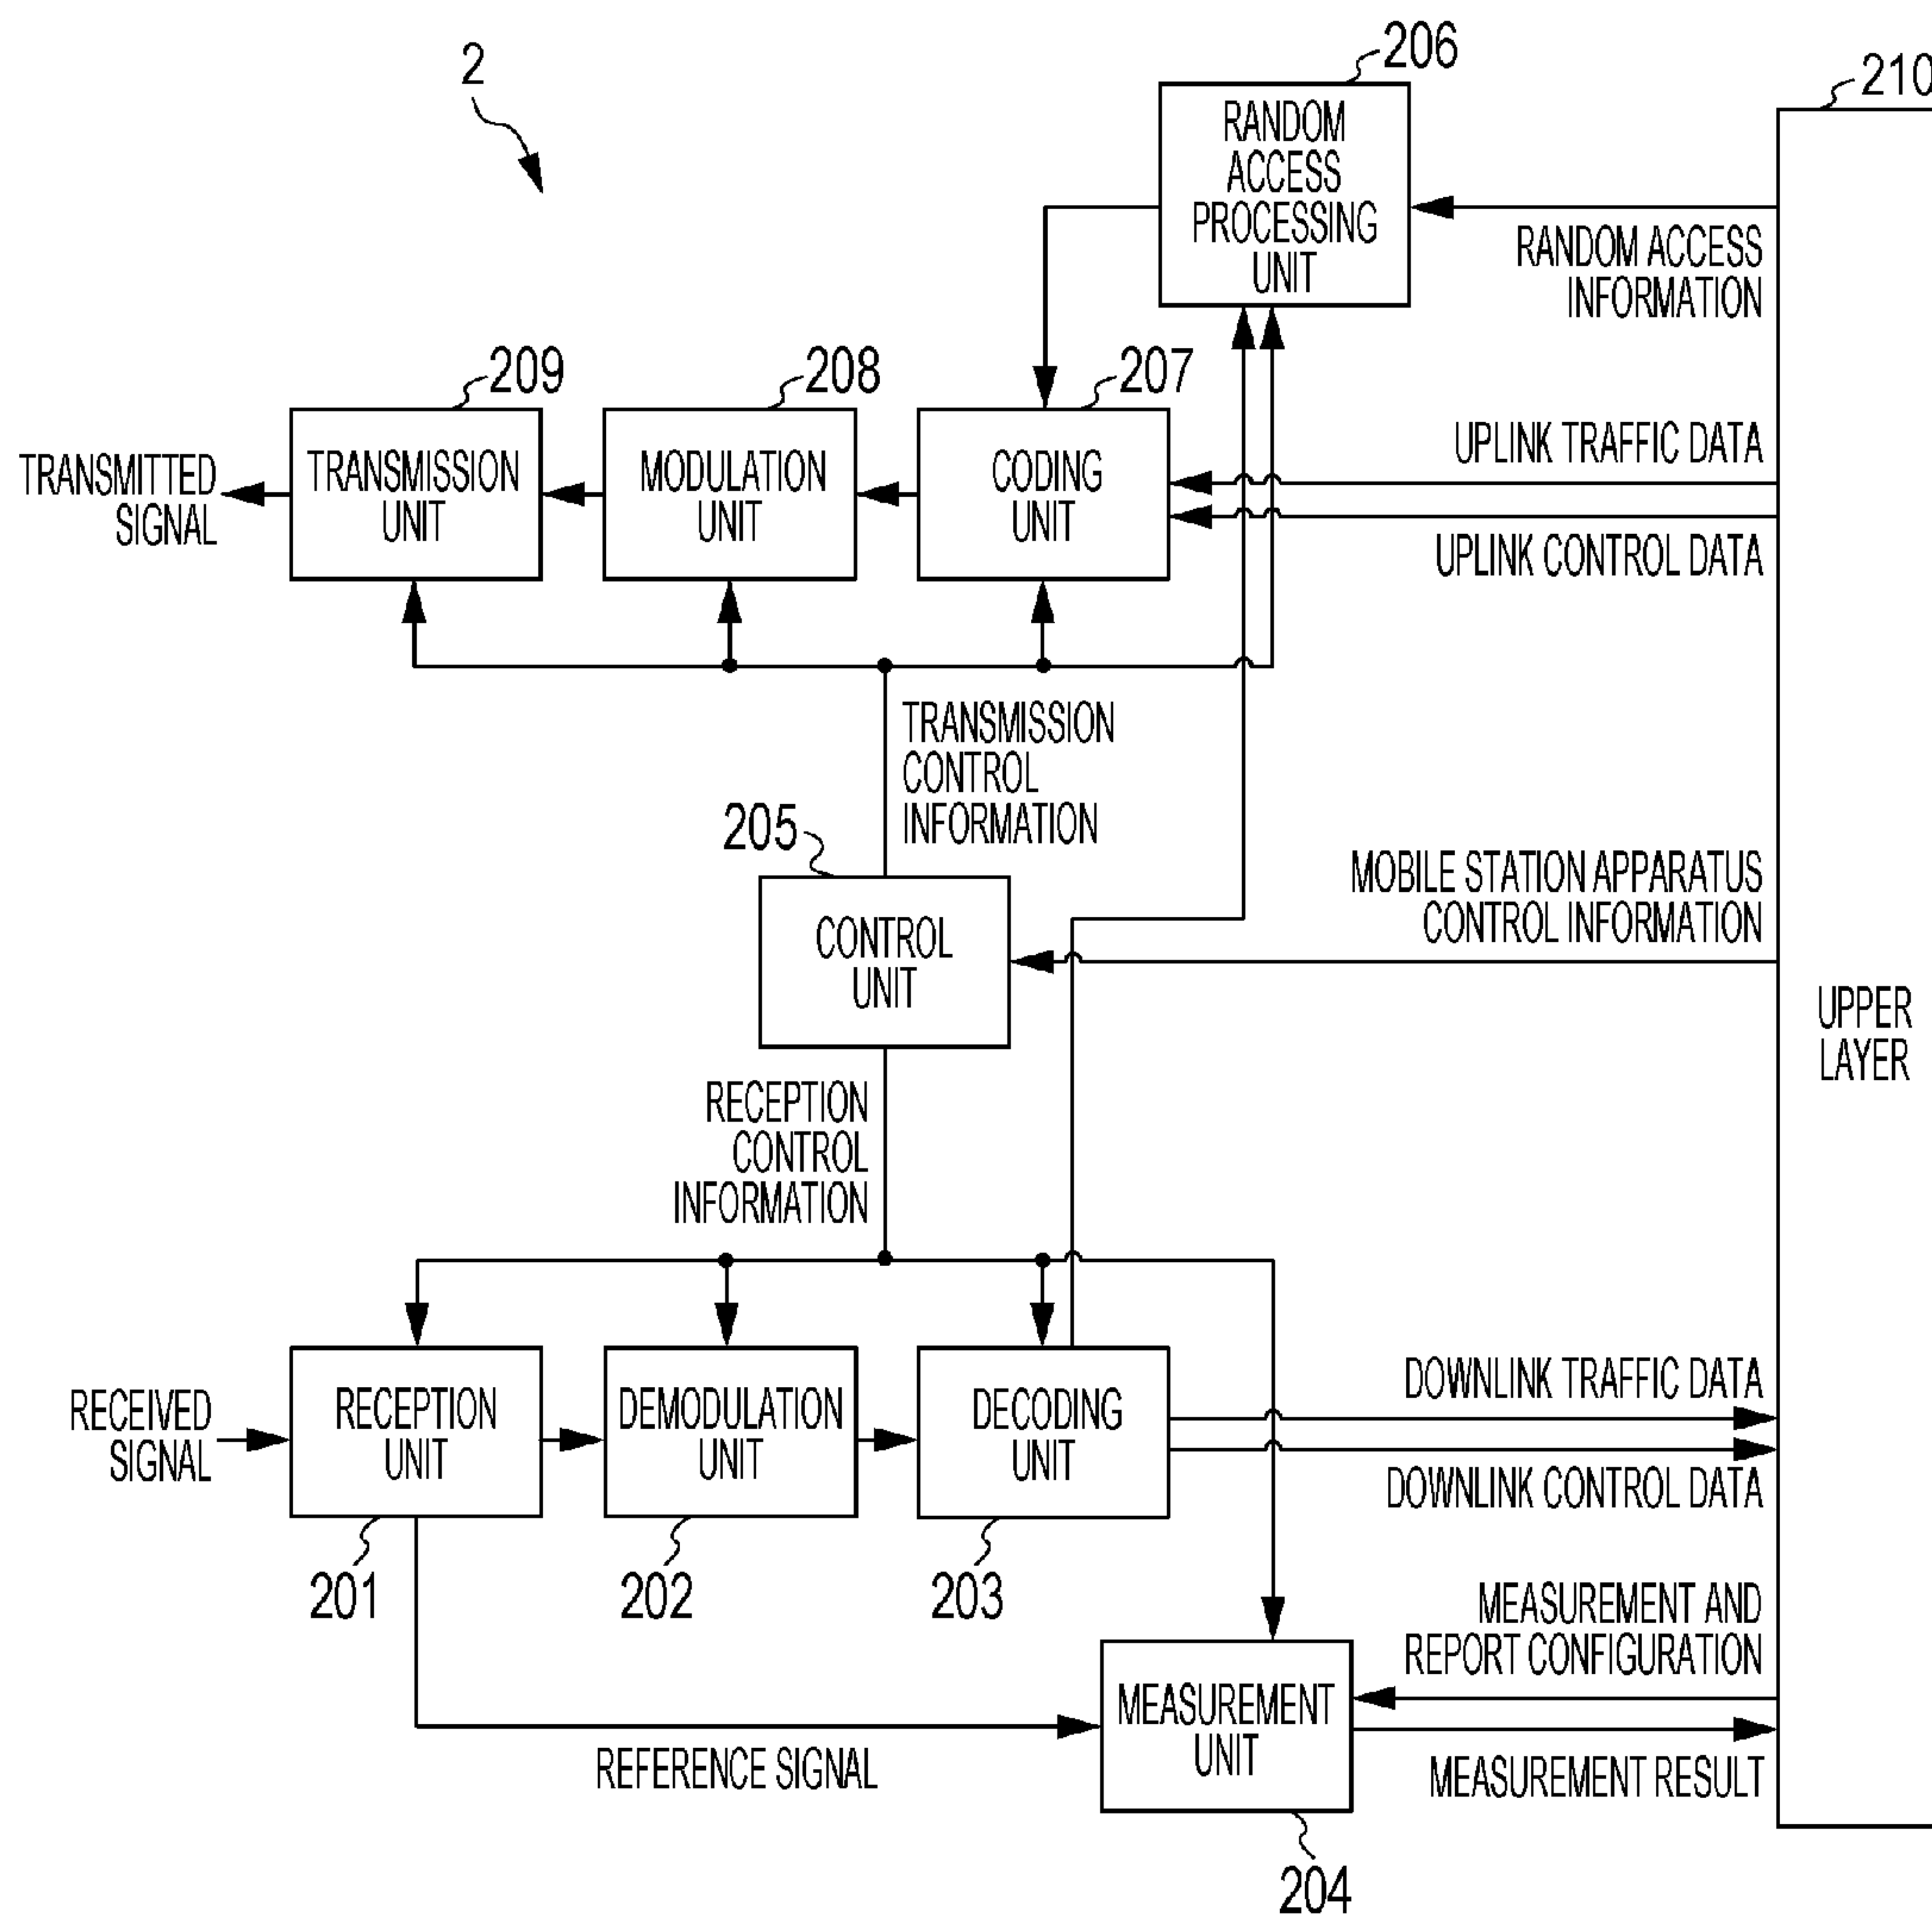 2
206
210
RANDOM
ACCESS
PROCESSING
UNIT
RANDOM ACCESS
INFORMATION
209
208
207
TRANSMITTED
SIGNAL
TRANSMISSION
UNIT
MODULATION
UNIT
CODING
UNIT
UPLINK TRAFFIC DATA
UPLINK CONTROL DATA
TRANSMISSION
CONTROL
INFORMATION
205
CONTROL
UNIT
MOBILE STATION APPARATUS
CONTROL INFORMATION
UPPER
LAYER
RECEPTION
CONTROL
INFORMATION
RECEIVED
SIGNAL
RECEPTION
UNIT
DEMODULATION
UNIT
DECODING
UNIT
DOWNLINK TRAFFIC DATA
DOWNLINK CONTROL DATA
201
202
203
MEASUREMENT AND
REPORT CONFIGURATION
MEASUREMENT
UNIT
REFERENCE SIGNAL
MEASUREMENT RESULT
204